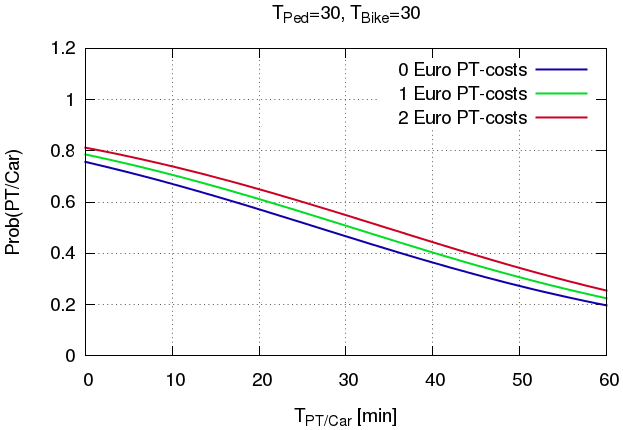 T_Ped=30, T_Bike=30
1.2
0 Euro PT-costs
1 Euro PT-costs
2 Euro PT-costs
1
0.8
0.6
0.4
0.2
0
Prob(PT/Car)
0 10 20 30 40 50 60
T_PT/Car [min]